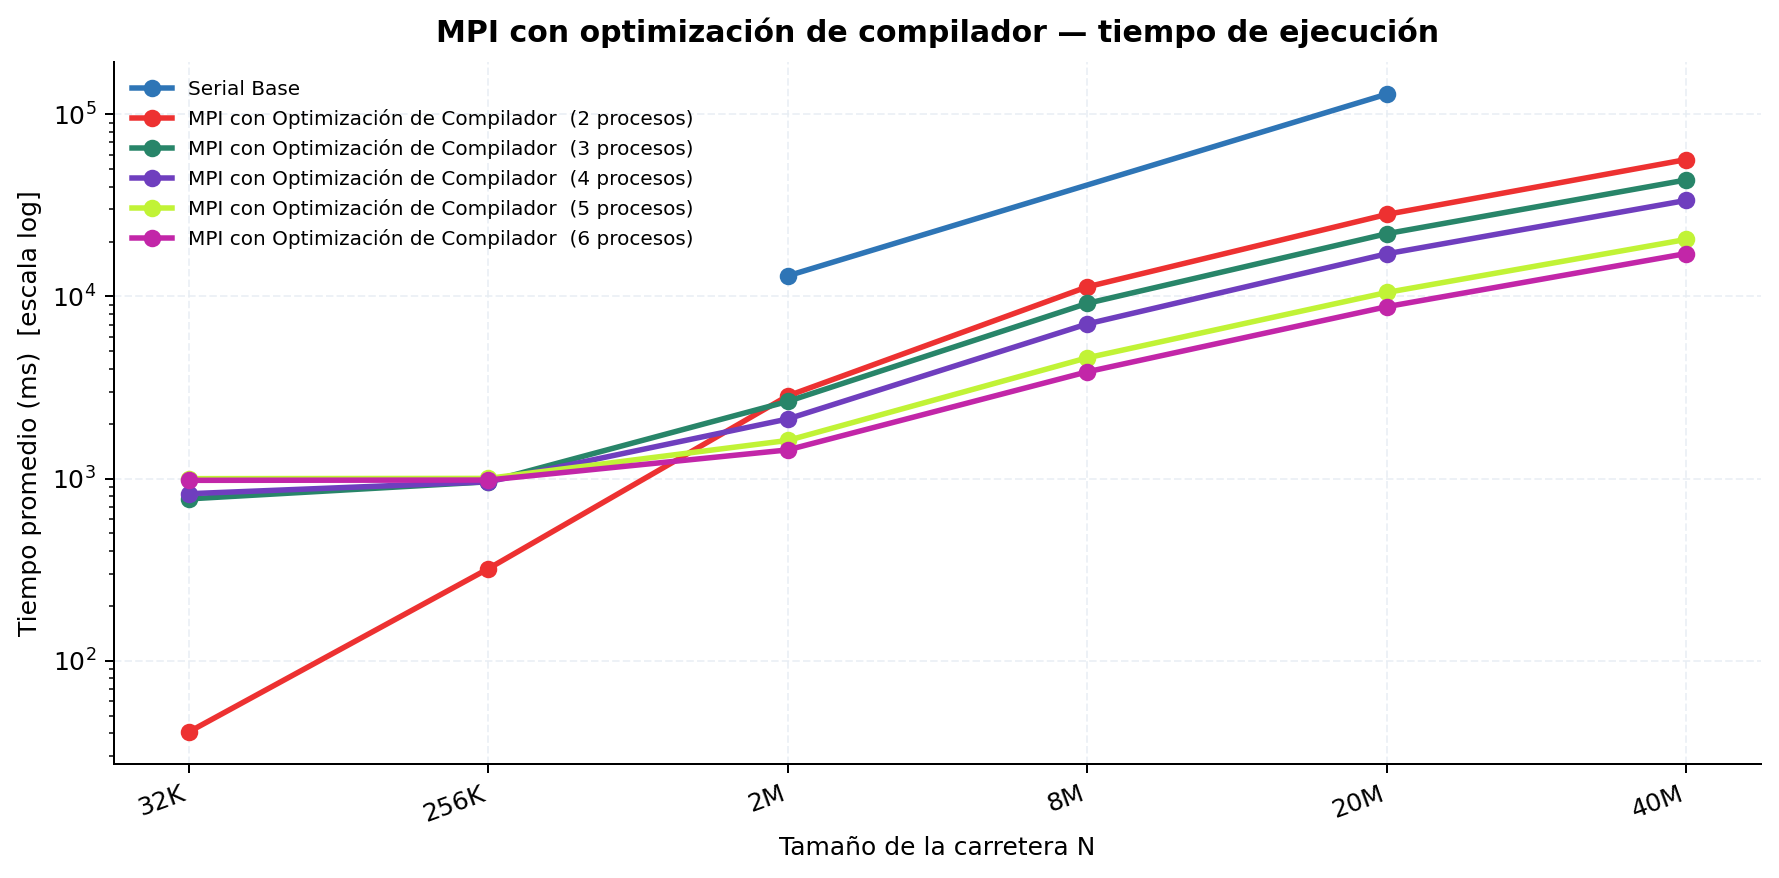 MPI con optimización de compilador — tiempo de ejecución
Serial Base
MPI con Optimización de Compilador (2 procesos)
MPI con Optimización de Compilador (3 procesos)
MPI con Optimización de Compilador (4 procesos)
MPI con Optimización de Compilador (5 procesos)
MPI con Optimización de Compilador (6 procesos)
Tiempo promedio (ms) [escala log]
10⁵
10⁴
10³
10²
32K
256K
2M
8M
20M
40M
Tamaño de la carretera N